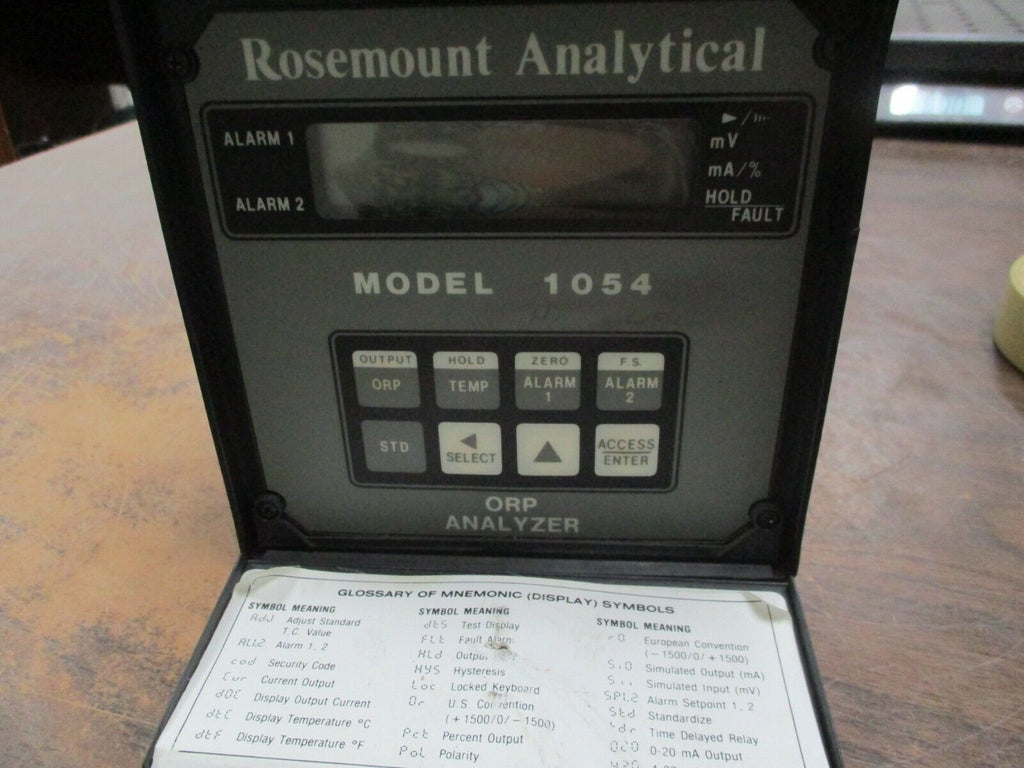 Rosemount Analytical
ALARM 1
mV
mA/%
ALARM 2
HOLD
FAULT
MODEL 1054
OUTPUT HOLD ZERO F.S.
ORP TEMP ALARM 1 ALARM 2
STD SELECT ACCESS
ENTER
ORP
ANALYZER
GLOSSARY OF MNEMONIC (DISPLAY) SYMBOLS
SYMBOL MEANING
Adj Adjust Standard
T.C. Value
AL1.2 Alarm 1, 2
cod Security Code
Cur Current Output
dOC Display Output Current
dtC Display Temperature °C
dtF Display Temperature °F
SYMBOL MEANING
dtS Test Display
FLt Fault Alarm
HLd Output
HYS Hysteresis
Loc Locked Keyboard
Or U.S. Convention
(+1500/0/−1500)
Pct Percent Output
PoL Polarity
SYMBOL MEANING
rO European Convention
(−1500/0/+1500)
Simulated Output (mA)
Simulated Input (mV)
SP1.2 Alarm Setpoint 1, 2
Std Standardize
tdr Time Delayed Relay
020 0-20 mA Output